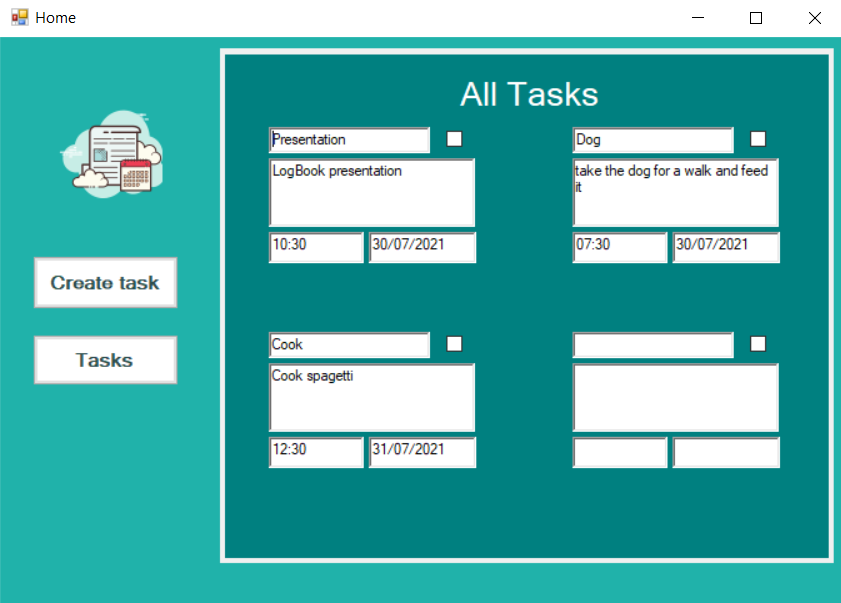 Home
Create task
Tasks
All Tasks
Presentation
LogBook presentation
10:30 30/07/2021
Dog
take the dog for a walk and feed
it
07:30 30/07/2021
Cook
Cook spagetti
12:30 31/07/2021